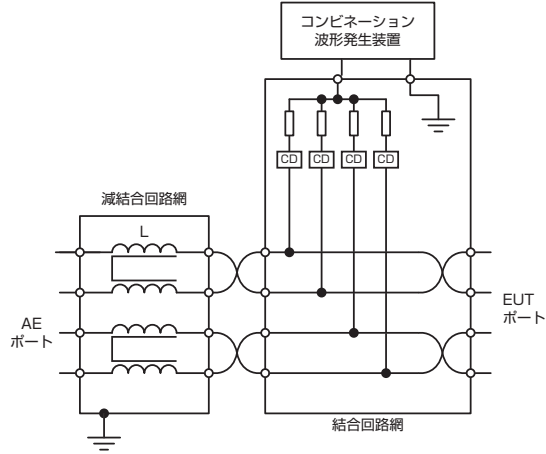 コンビネーション
波形発生装置
CD
CD
CD
CD
減結合回路網
L
AE
ポート
EUT
ポート
結合回路網